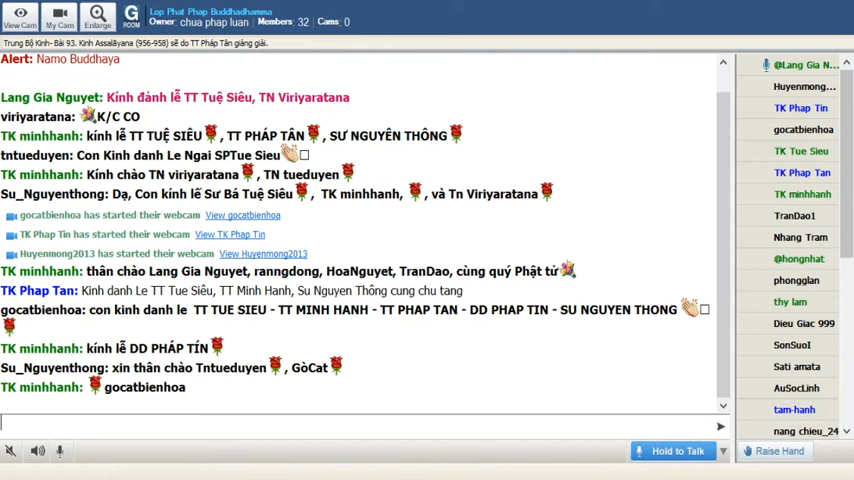 View Cam
My Cam
Enlarge
G
ROOM
Lop Phat Phap Buddhadhamma
Owner: chua phap luan / Members: 32 / Cams: 0
Trung Bộ Kinh- Bài 93. Kinh Assalāyana (956-958) sẽ do TT Pháp Tân giảng giải.
Alert: Namo Buddhaya
Lang Gia Nguyet: Kính đảnh lễ TT Tuệ Siêu, TN Viriyaratana
viriyaratana: K/C CO
TK minhhanh: kính lễ TT TUỆ SIÊU, TT PHÁP TÂN, SƯ NGUYÊN THÔNG
tntueduyen: Con Kinh danh Le Ngai SPTue Sieu
TK minhhanh: Kính chào TN viriyaratana, TN tueduyen
Su_Nguyenthong: Dạ, Con kính lễ Sư Bá Tuệ Siêu, TK minhhanh, và Tn Viriyaratana
gocatbienhoa has started their webcam View gocatbienhoa
TK Phap Tin has started their webcam View TK Phap Tin
Huyenmong2013 has started their webcam View Huyenmong2013
TK minhhanh: thân chào Lang Gia Nguyet, ranngdong, HoaNguyet, TranDao, cùng quý Phật tử
TK Phap Tan: Kinh danh Le TT Tue Siêu, TT Minh Hanh, Su Nguyen Thông cung chu tang
gocatbienhoa: con kinh danh le TT TUE SIEU - TT MINH HANH - TT PHAP TAN - DD PHAP TIN - SU NGUYEN THONG
TK minhhanh: kính lễ DD PHÁP TÍN
Su_Nguyenthong: xin thân chào Tntueduyen, GòCat
TK minhhanh: gocatbienhoa
Hold to Talk
@Lang Gia N...
Huyenmong...
TK Phap Tin
gocatbienhoa
TK Tue Sieu
TK Phap Tan
TK minhhanh
TranDao1
Nhang Tram
@hongnhat
phongglan
thy lam
Dieu Giac 999
SonSuoI
Sati amata
AuSocLinh
tam-hanh
nang chieu_24
Raise Hand